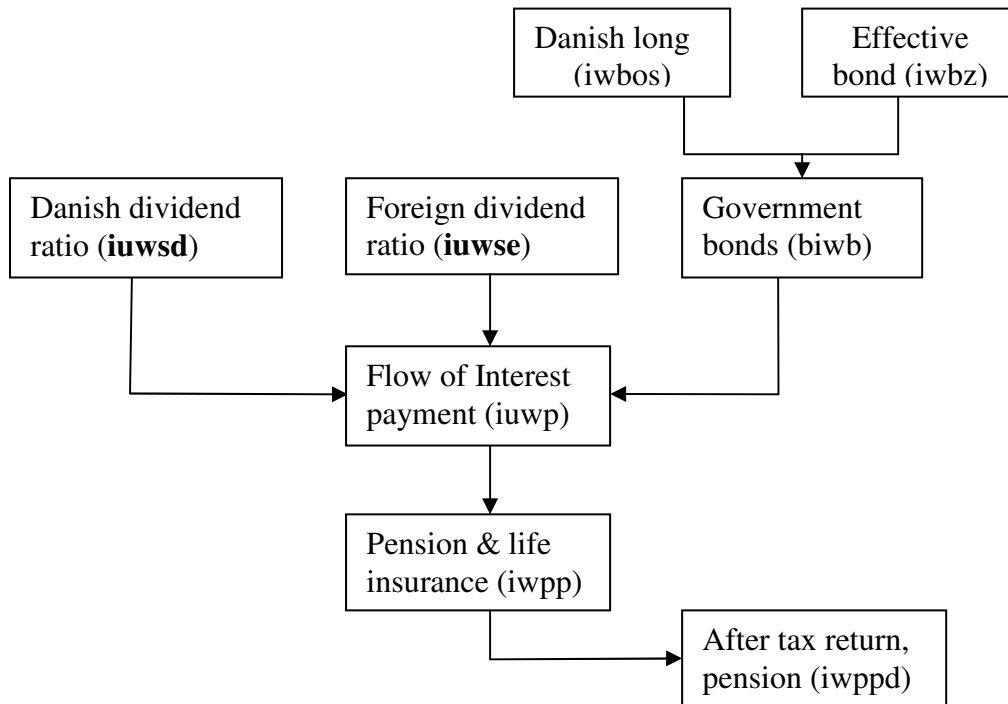 Danish long
(iwbos)
Effective
bond (iwbz)
Danish dividend
ratio (iuwsd)
Foreign dividend
ratio (iuwse)
Government
bonds (biwb)
Flow of Interest
payment (iuwp)
Pension & life
insurance (iwpp)
After tax return,
pension (iwppd)